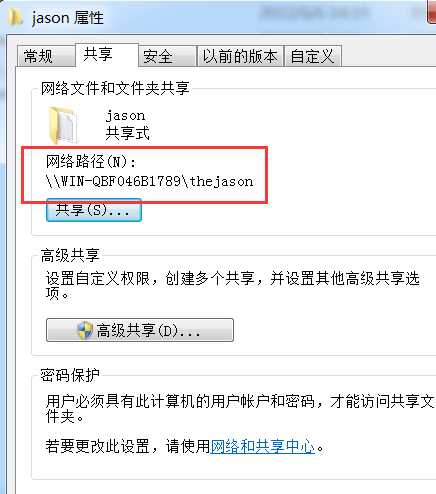 jason 属性
常规 共享 安全 以前的版本 自定义
网络文件和文件夹共享
jason
共享式
网络路径(N):
\\WIN-QBF046B1789\thejason
共享(S)...
高级共享
设置自定义权限，创建多个共享，并设置其他高级共享选
项。
高级共享(D)...
密码保护
用户必须具有此计算机的用户帐户和密码，才能访问共享文
件夹。
若要更改此设置，请使用网络和共享中心。